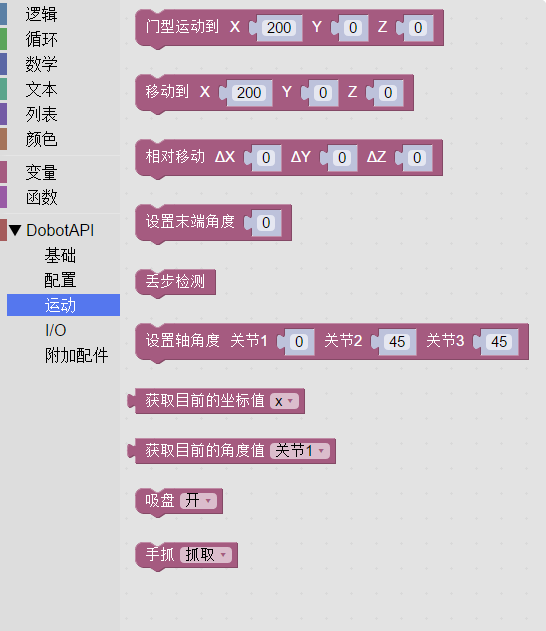 逻辑
循环
数学
文本
列表
颜色
变量
函数
▼ DobotAPI
基础
配置
运动
I/O
附加配件
门型运动到 X 200 Y 0 Z 0
移动到 X 200 Y 0 Z 0
相对移动 ΔX 0 ΔY 0 ΔZ 0
设置末端角度 0
丢步检测
设置轴角度 关节1 0 关节2 45 关节3 45
获取目前的坐标值 x
获取目前的角度值 关节1
吸盘 开
手抓 抓取